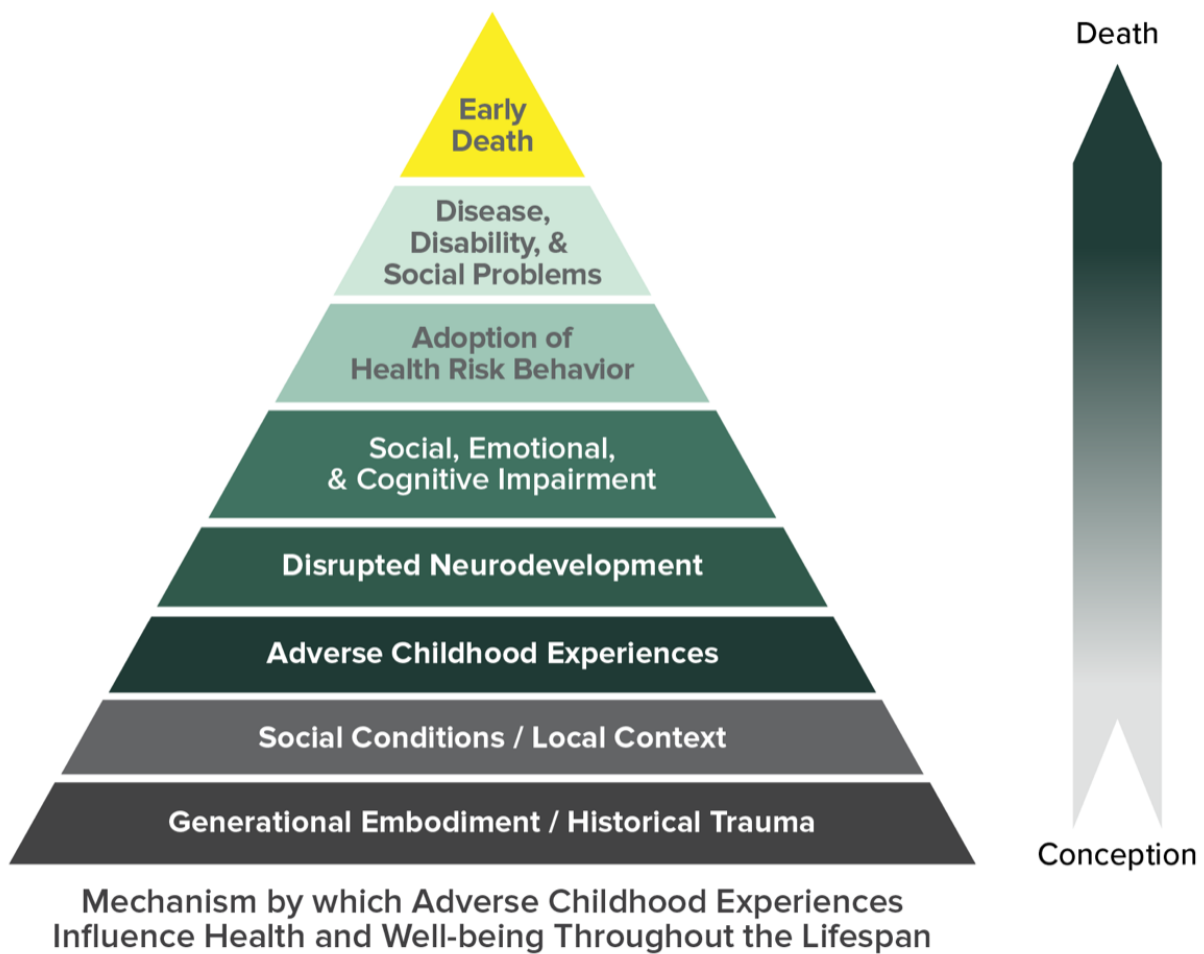 Death
Early
Death
Disease,
Disability, &
Social Problems
Adoption of
Health Risk Behavior
Social, Emotional,
& Cognitive Impairment
Disrupted Neurodevelopment
Adverse Childhood Experiences
Social Conditions / Local Context
Generational Embodiment / Historical Trauma
Conception
Mechanism by which Adverse Childhood Experiences
Influence Health and Well-being Throughout the Lifespan